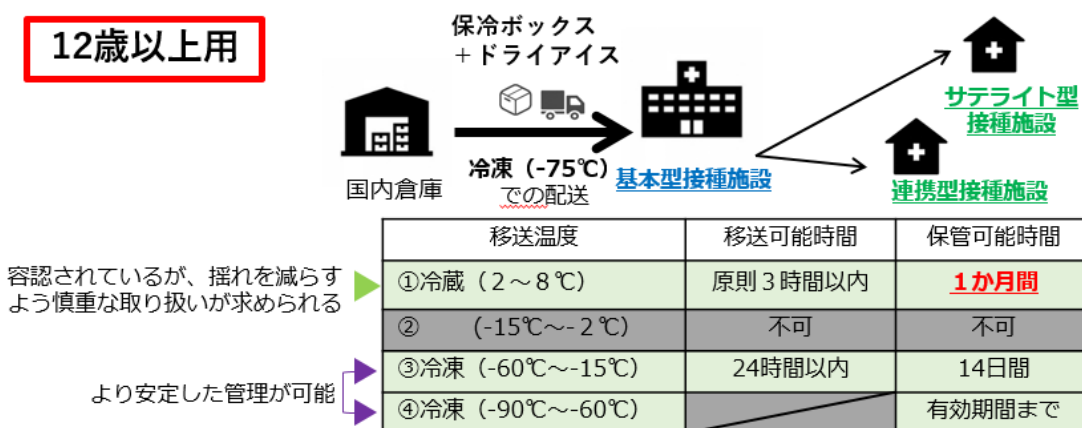 12歳以上用
保冷ボックス
＋ドライアイス
国内倉庫
冷凍（-75℃）
での配送
基本型接種施設
サテライト型
接種施設
連携型接種施設
移送温度 移送可能時間 保管可能時間
容認されているが、揺れを減らす
よう慎重な取り扱いが求められる
①冷蔵（２～８℃） 原則３時間以内 １か月間
② (-15℃～-２℃） 不可 不可
より安定した管理が可能
③冷凍（-60℃～-15℃） 24時間以内 14日間
④冷凍（-90℃～-60℃） 有効期間まで